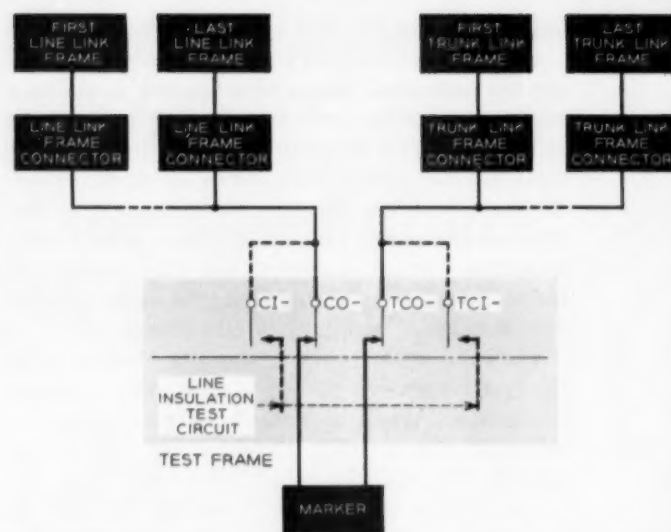 FIRST
LINE LINK
FRAME
LAST
LINE LINK
FRAME
FIRST
TRUNK LINK
FRAME
LAST
TRUNK LINK
FRAME
LINE LINK
FRAME
CONNECTOR
LINE LINK
FRAME
CONNECTOR
TRUNK LINK
FRAME
CONNECTOR
TRUNK LINK
FRAME
CONNECTOR
CI-
CO-
TCO-
TCI-
LINE
INSULATION
TEST
CIRCUIT
TEST FRAME
MARKER